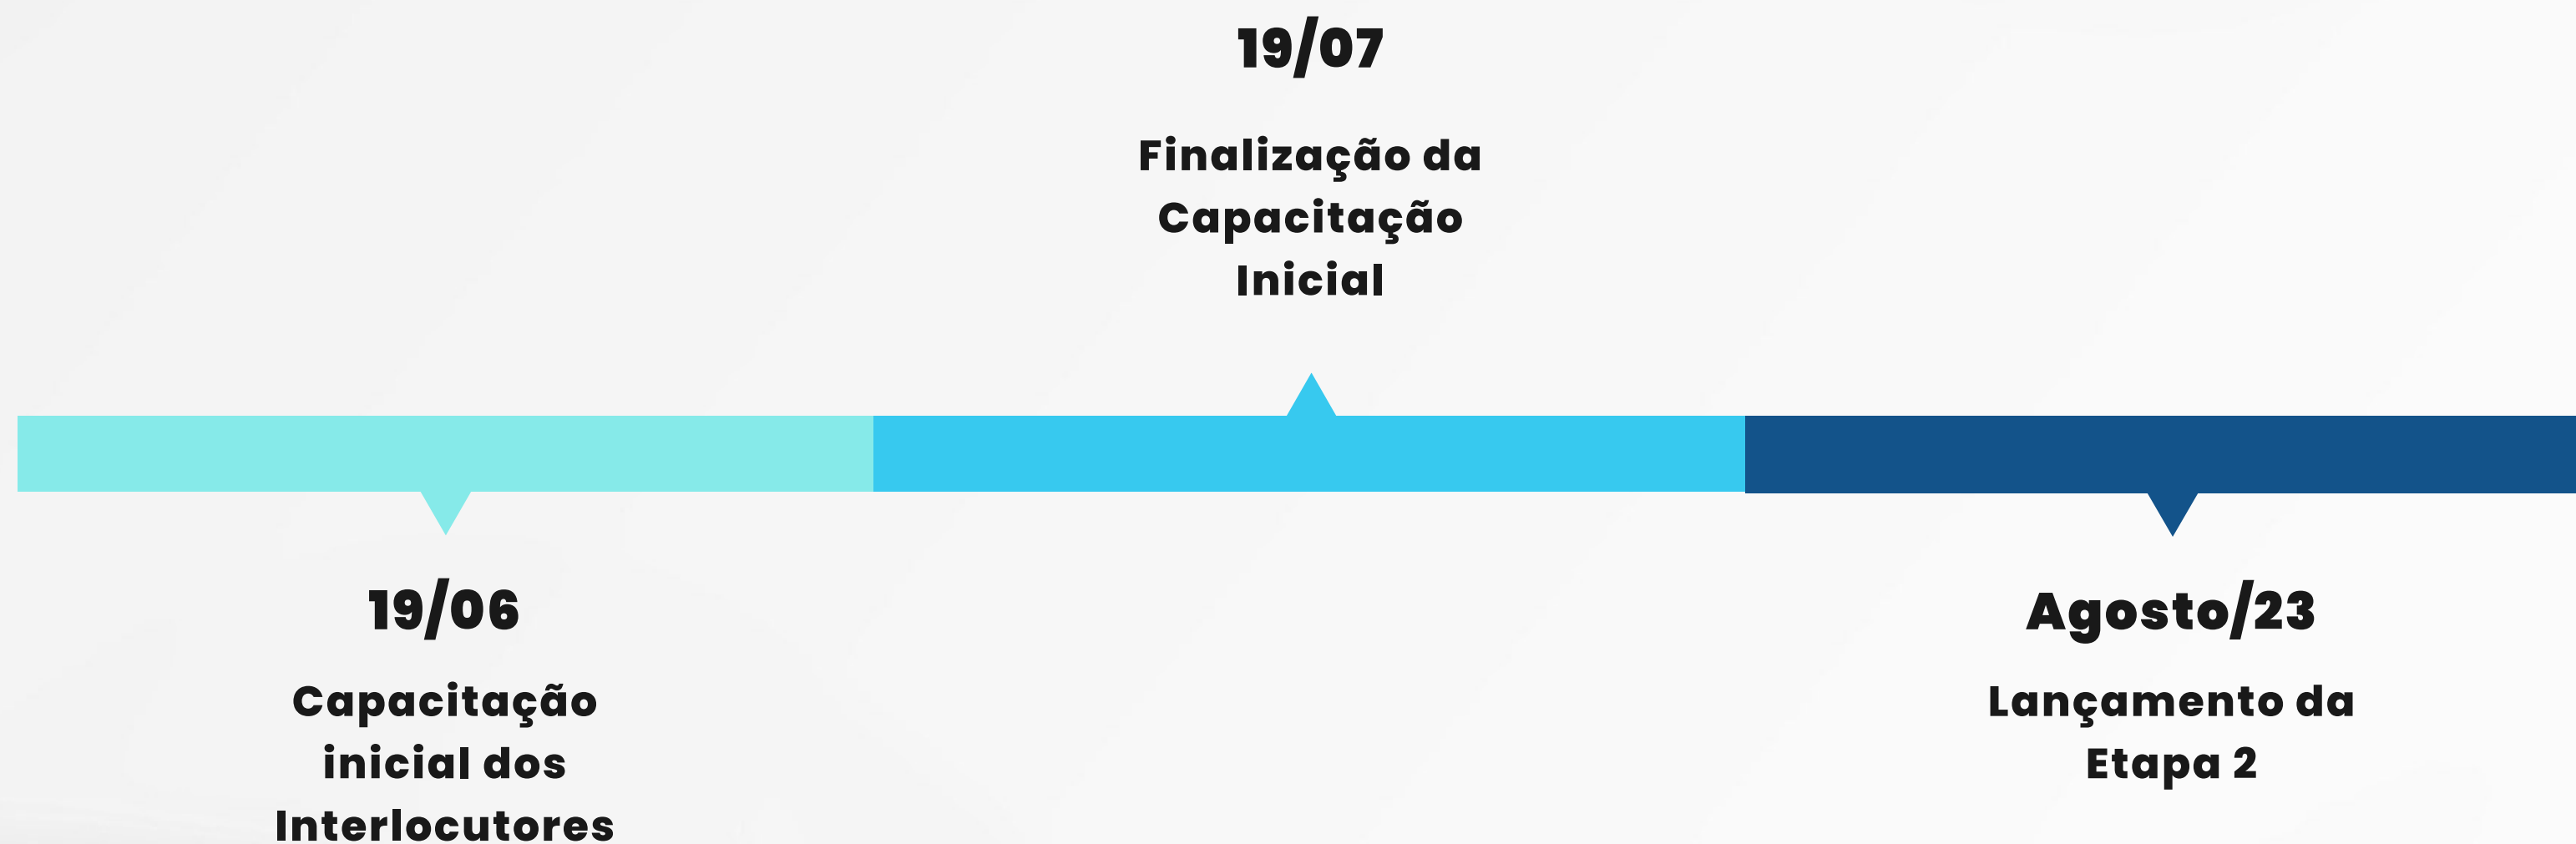 19/07
Finalização da
Capacitação
Inicial
19/06
Capacitação
inicial dos
Interlocutores
Agosto/23
Lançamento da
Etapa 2